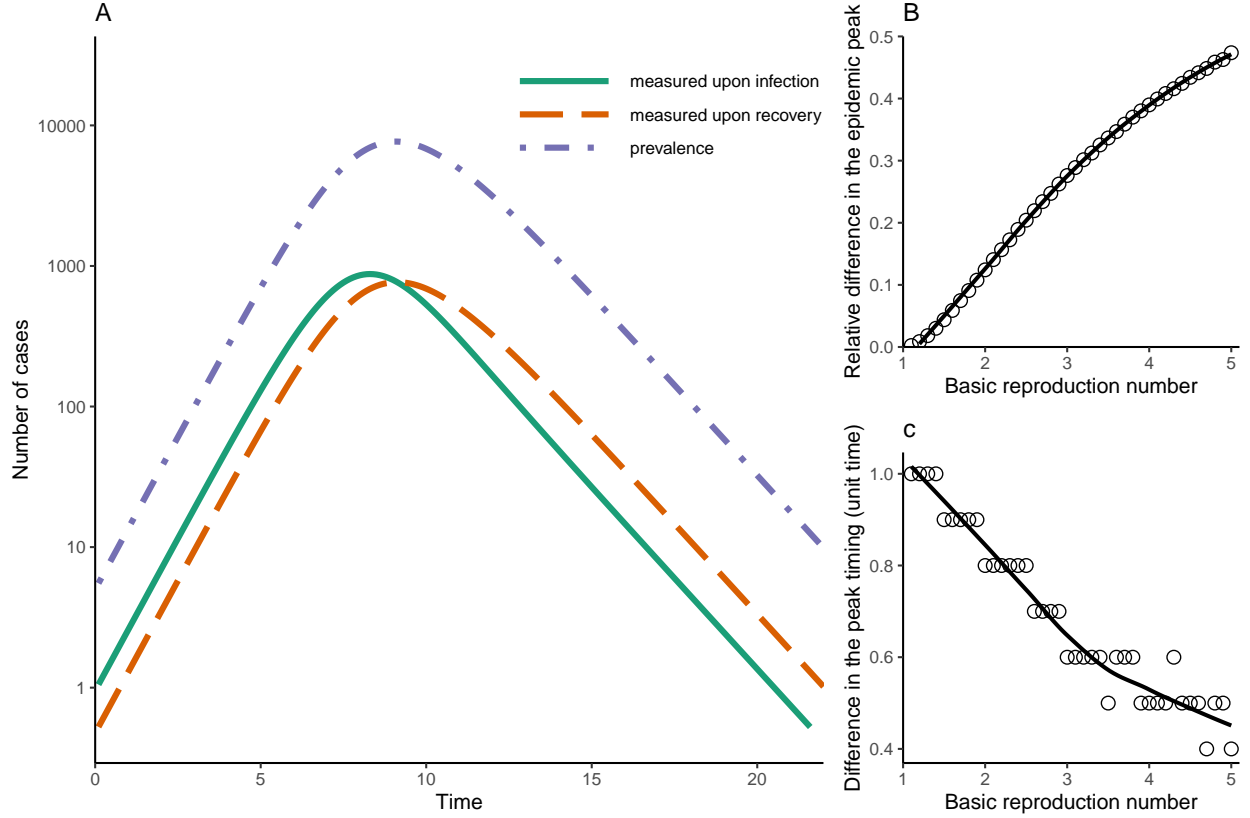 A
Number of cases
10000
1000
100
10
1
0
5
10
15
20
Time
measured upon infection
measured upon recovery
prevalence
B
Relative difference in the epidemic peak
0.5
0.4
0.3
0.2
0.1
0.0
1
2
3
4
5
Basic reproduction number
c
Difference in the peak timing (unit time)
1.0
0.8
0.6
0.4
1
2
3
4
5
Basic reproduction number